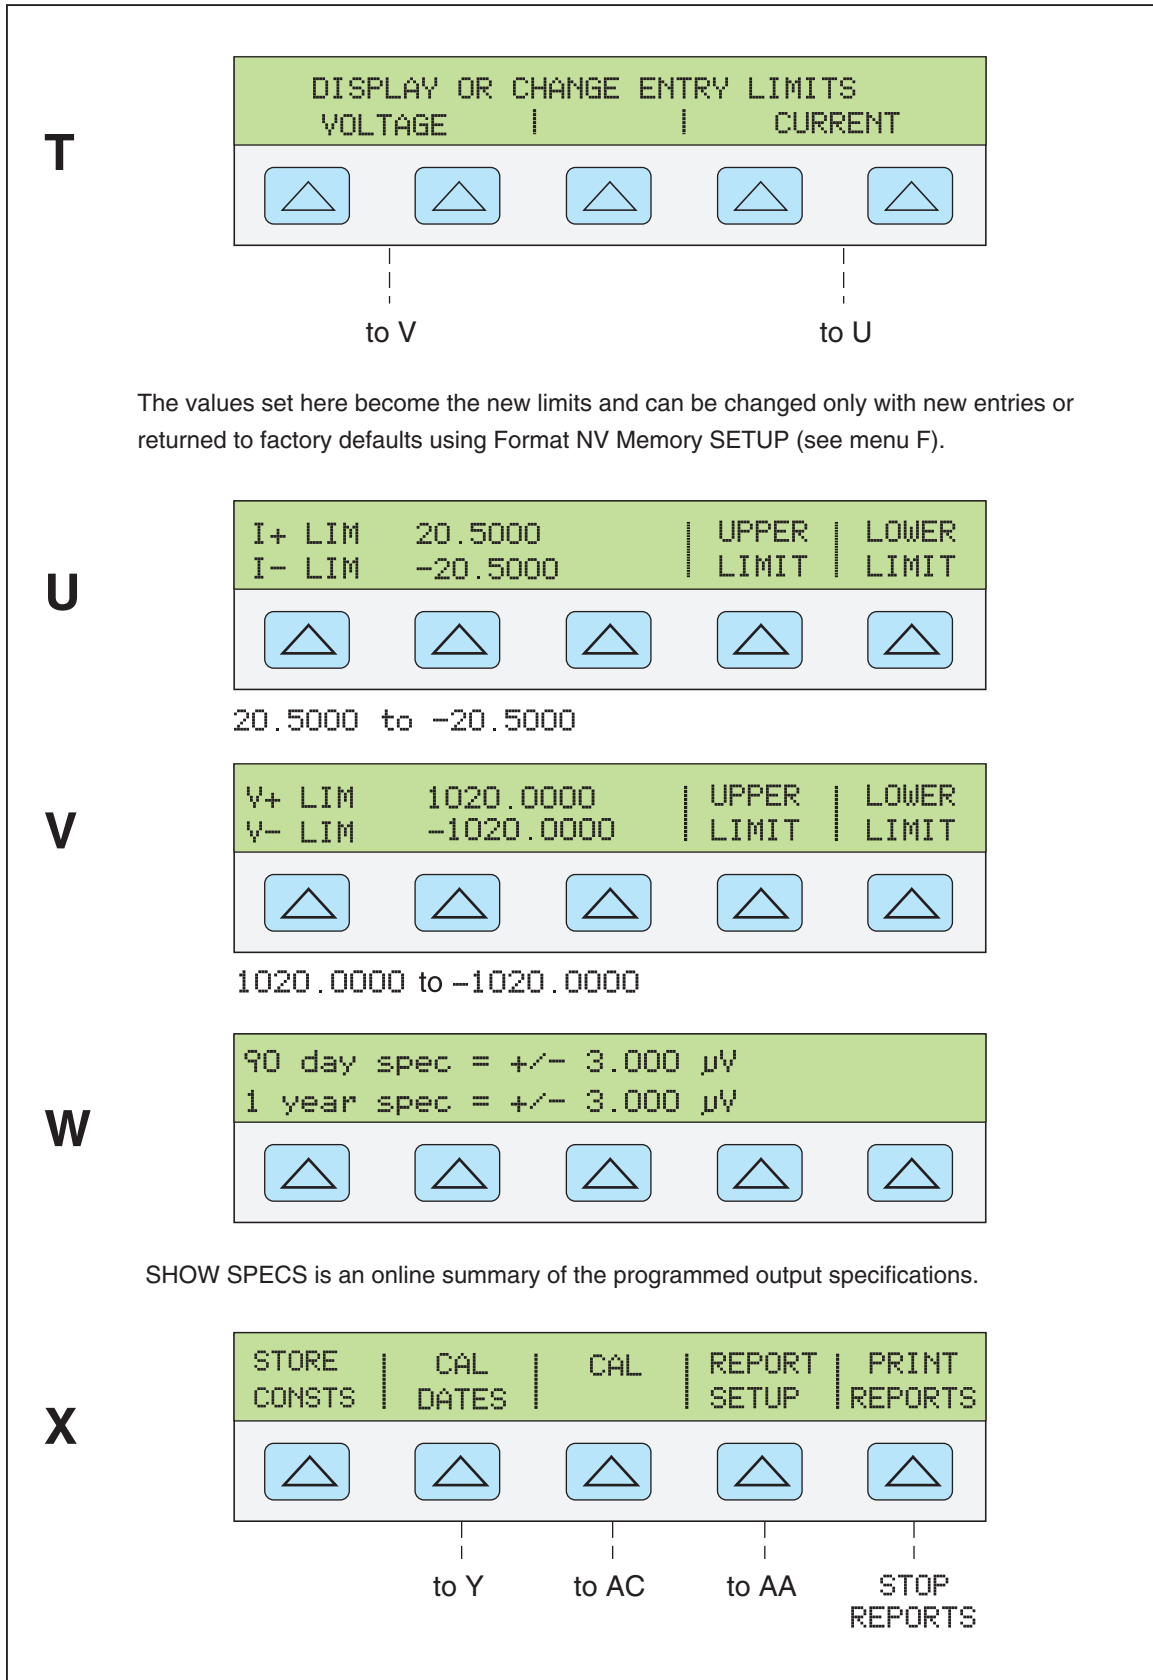 T
DISPLAY OR CHANGE ENTRY LIMITS
VOLTAGE | | CURRENT
to V to U
The values set here become the new limits and can be changed only with new entries or
returned to factory defaults using Format NV Memory SETUP (see menu F).
U
I+ LIM 20.5000 | UPPER | LOWER
I- LIM -20.5000 | LIMIT | LIMIT
20.5000 to -20.5000
V
V+ LIM 1020.0000 | UPPER | LOWER
V- LIM -1020.0000 | LIMIT | LIMIT
1020.0000 to -1020.0000
W
90 day spec = +/- 3.000 µV
1 year spec = +/- 3.000 µV
SHOW SPECS is an online summary of the programmed output specifications.
X
STORE | CAL | CAL | REPORT | PRINT
CONSTS | DATES | | SETUP | REPORTS
to Y to AC to AA STOP
REPORTS